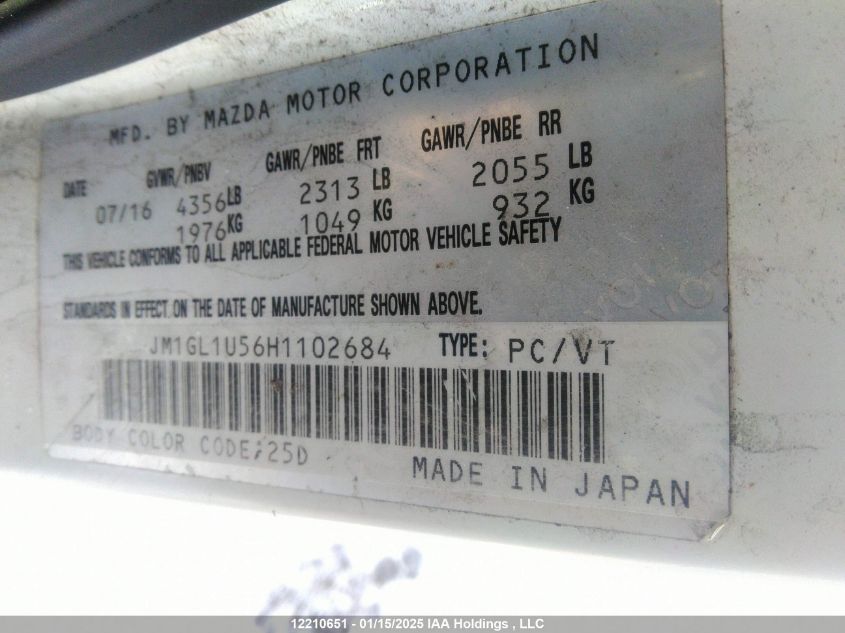 MFD. BY MAZDA MOTOR CORPORATION
DATE GVWR/PNBV GAWR/PNBE FRT GAWR/PNBE RR
07/16 4356LB 2313 LB 2055 LB
1976KG 1049 KG 932 KG
THIS VEHICLE CONFORMS TO ALL APPLICABLE FEDERAL MOTOR VEHICLE SAFETY
STANDARDS IN EFFECT ON THE DATE OF MANUFACTURE SHOWN ABOVE.
JM1GL1U56H1102684 TYPE: PC/VT
BODY COLOR CODE:25D
MADE IN JAPAN
12210651 - 01/15/2025 IAA Holdings , LLC